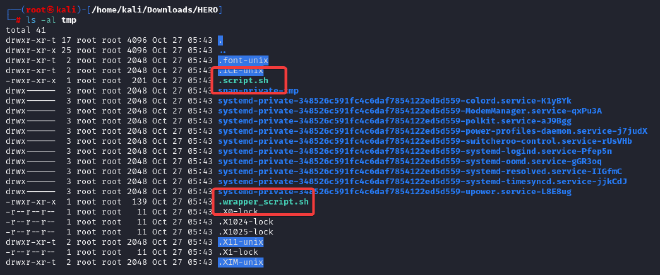 ┌──(root㉿kali)-[/home/kali/Downloads/HERO]
└─# ls -al tmp
total 41
drwxr-xr-t 17 root root 4096 Oct 27 05:43 .
drwxr-xr-x 25 root root 4096 Oct 27 05:43 ..
drwxr-xr-t 2 root root 2048 Oct 27 05:43 .font-unix
drwxr-xr-t 2 root root 2048 Oct 27 05:43 .ICE-unix
-rwxr-xr-x 1 root root 201 Oct 27 05:43 .script.sh
drwx------ 3 root root 2048 Oct 27 05:43 snap-private-tmp
drwx------ 3 root root 2048 Oct 27 05:43 systemd-private-348526c591fc4c6daf7854122ed5d559-colord.service-K1yBYk
drwx------ 3 root root 2048 Oct 27 05:43 systemd-private-348526c591fc4c6daf7854122ed5d559-ModemManager.service-qxPu3A
drwx------ 3 root root 2048 Oct 27 05:43 systemd-private-348526c591fc4c6daf7854122ed5d559-polkit.service-aJ9Bgg
drwx------ 3 root root 2048 Oct 27 05:43 systemd-private-348526c591fc4c6daf7854122ed5d559-power-profiles-daemon.service-j7judX
drwx------ 3 root root 2048 Oct 27 05:43 systemd-private-348526c591fc4c6daf7854122ed5d559-switcheroo-control.service-rUsVHb
drwx------ 3 root root 2048 Oct 27 05:43 systemd-private-348526c591fc4c6daf7854122ed5d559-systemd-logind.service-Pfep5n
drwx------ 3 root root 2048 Oct 27 05:43 systemd-private-348526c591fc4c6daf7854122ed5d559-systemd-oomd.service-gGR3oq
drwx------ 3 root root 2048 Oct 27 05:43 systemd-private-348526c591fc4c6daf7854122ed5d559-systemd-resolved.service-IIGfmC
drwx------ 3 root root 2048 Oct 27 05:43 systemd-private-348526c591fc4c6daf7854122ed5d559-systemd-timesyncd.service-jjkCdJ
drwx------ 3 root root 2048 Oct 27 05:43 systemd-private-348526c591fc4c6daf7854122ed5d559-upower.service-L8E8wg
-rwxr-xr-x 1 root root 139 Oct 27 05:43 .wrapper_script.sh
-r--r--r-- 1 root root 11 Oct 27 05:43 .X0-lock
-r--r--r-- 1 root root 11 Oct 27 05:43 .X1024-lock
-r--r--r-- 1 root root 11 Oct 27 05:43 .X1025-lock
drwxr-xr-t 2 root root 2048 Oct 27 05:43 .X11-unix
-r--r--r-- 1 root root 11 Oct 27 05:43 .X1-lock
drwxr-xr-t 2 root root 2048 Oct 27 05:43 .XIM-unix